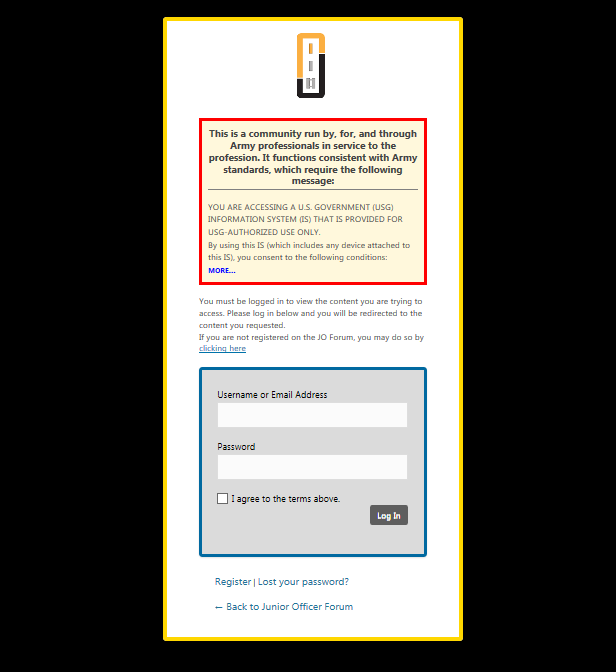 This is a community run by, for, and through
Army professionals in service to the
profession. It functions consistent with Army
standards, which require the following
message:
YOU ARE ACCESSING A U.S. GOVERNMENT (USG)
INFORMATION SYSTEM (IS) THAT IS PROVIDED FOR
USG-AUTHORIZED USE ONLY.
By using this IS (which includes any device attached to
this IS), you consent to the following conditions:
MORE...
You must be logged in to view the content you are trying to
access. Please log in below and you will be redirected to the
content you requested.
If you are not registered on the JO Forum, you may do so by
clicking here
Username or Email Address
Password
I agree to the terms above.
Log In
Register | Lost your password?
← Back to Junior Officer Forum